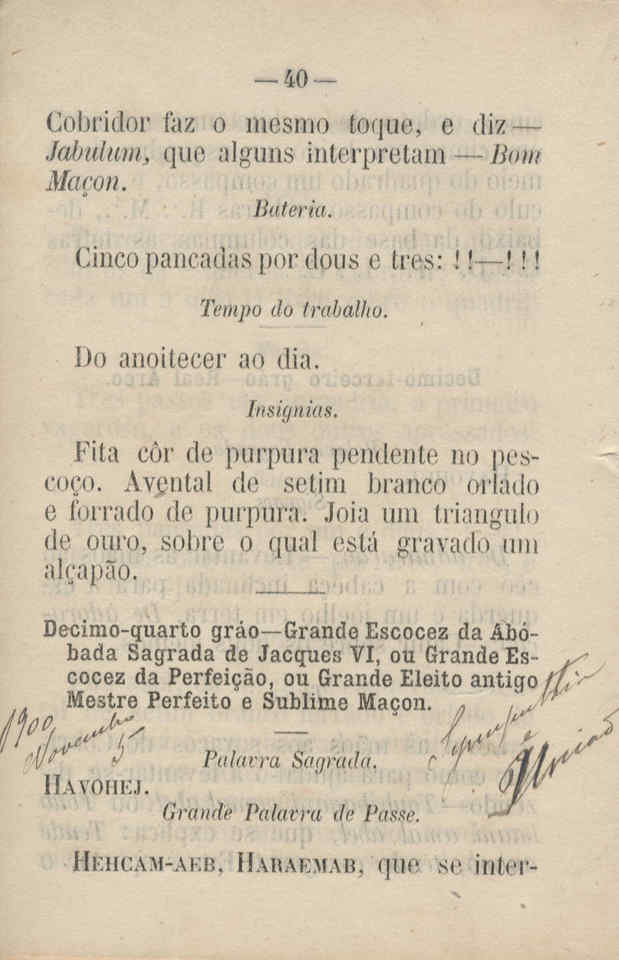 — 40 —
Cobridor faz o mesmo toque, e diz —
Jabulum, que alguns interpretam — Bom
Maçon.
Bateria.
Cinco pancadas por dous e tres: !!—!!!
Tempo do trabalho.
Do anoitecer ao dia.
Insignias.
Fita côr de purpura pendente no pes-
coço. Avental de setim branco orlado
e forrado de purpura. Joia um triangulo
de ouro, sobre o qual está gravado um
alçapão.
Decimo-quarto gráo—Grande Escocez da Abó-
bada Sagrada de Jacques VI, ou Grande Es-
cocez da Perfeição, ou Grande Eleito antigo
Mestre Perfeito e Sublime Maçon.
1900
Novembro
5
União
Palavra Sagrada.
HAVOHEJ.
Grande Palavra de Passe.
HEHCAM-AEB, HARAEMAB, que se inter-